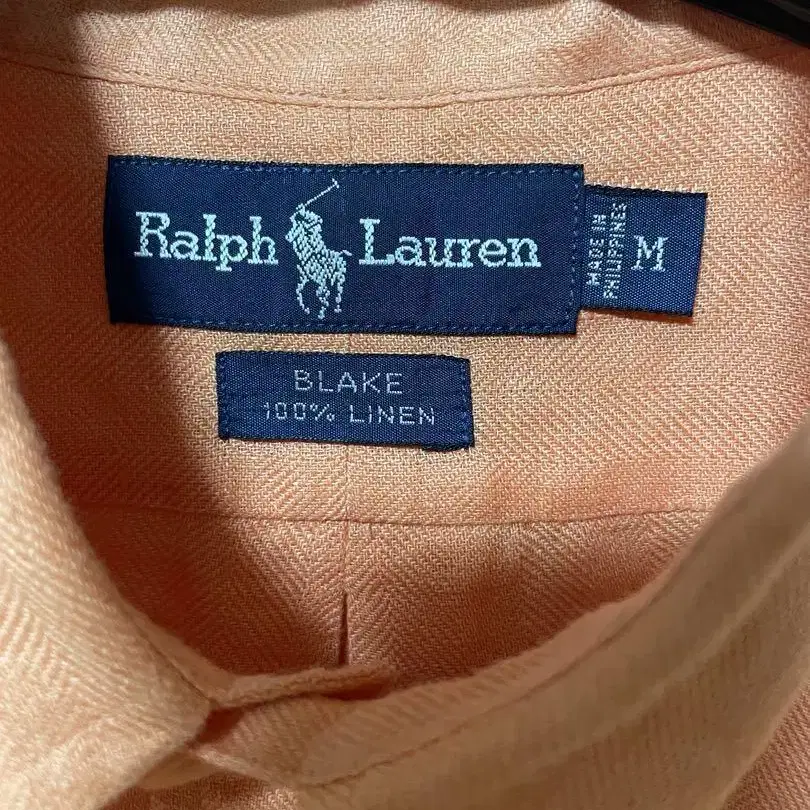 Ralph Lauren
MADE IN
PHILIPPINES
M
BLAKE
100% LINEN